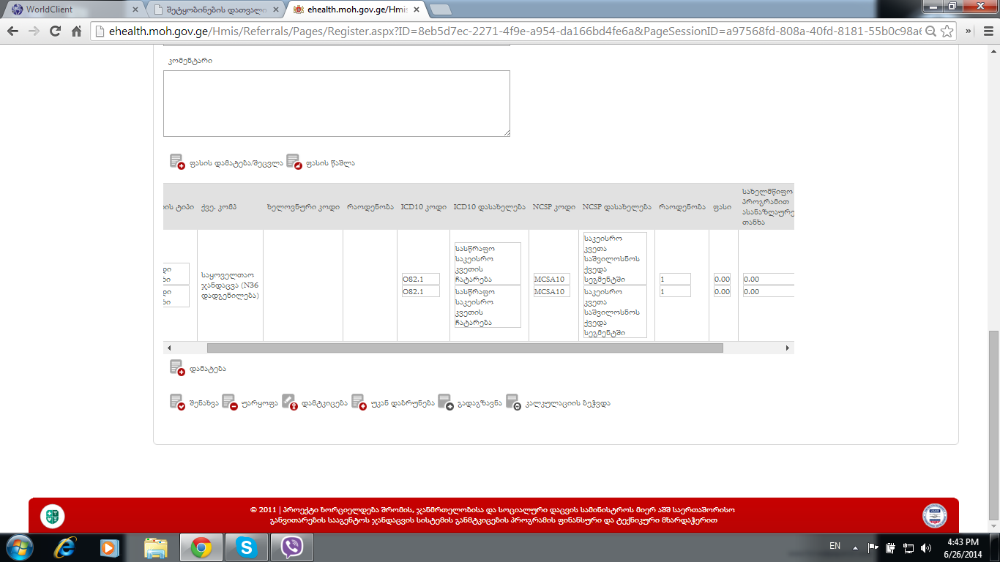 WorldClient
შეტყობინების დათვალი
ehealth.moh.gov.ge/Hmis
ehealth.moh.gov.ge/Hmis/Referrals/Pages/Register.aspx?ID=8eb5d7ec-2271-4f9e-a954-da166bd4fe6a&PageSessionID=a97568fd-808a-40fd-8181-55b0c98a6
კომენტარი
ფასის დამატება/შეცვლა ფასის წაშლა
ის ტიპი ქვე, კომპ ხელოვნური კოდი რაოდენობა ICD10 კოდი ICD10 დასახელება NCSP კოდი NCSP დასახელება რაოდენობა ფასი
სახელმწიფო
პროგრამით
ასანაზღაურე
თანხა
დი
ბი
დი
ბი
საყოველთაო
ჯანდაცვა (N36
დადგენილება)
O82.1
O82.1
სასწრაფო
საკეისრო
კვეთის
ჩატარება
სასწრაფო
საკეისრო
კვეთის
ჩატარება
MCSA10
MCSA10
საკეისრო
კვეთა
საშვილოსნოს
ქვედა
სეგმენტში
საკეისრო
კვეთა
საშვილოსნოს
ქვედა
სეგმენტში
1
1
0.00
0.00
0.00
0.00
დამატება
შენახვა უარყოფა დამტკიცება უკან დაბრუნება გადაგზავნა კალკულაციის ბეჭვდა
© 2011 | პროექტი ხორციელდება შრომის, ჯანმრთელობისა და სოციალური დაცვის სამინისტროს მიერ აშშ საერთაშორისო
განვითარების სააგენტოს ჯანდაცვის სისტემის განმტკიცების პროგრამის ფინანსური და ტექნიკური მხარდაჭერით
EN
4:43 PM
6/26/2014